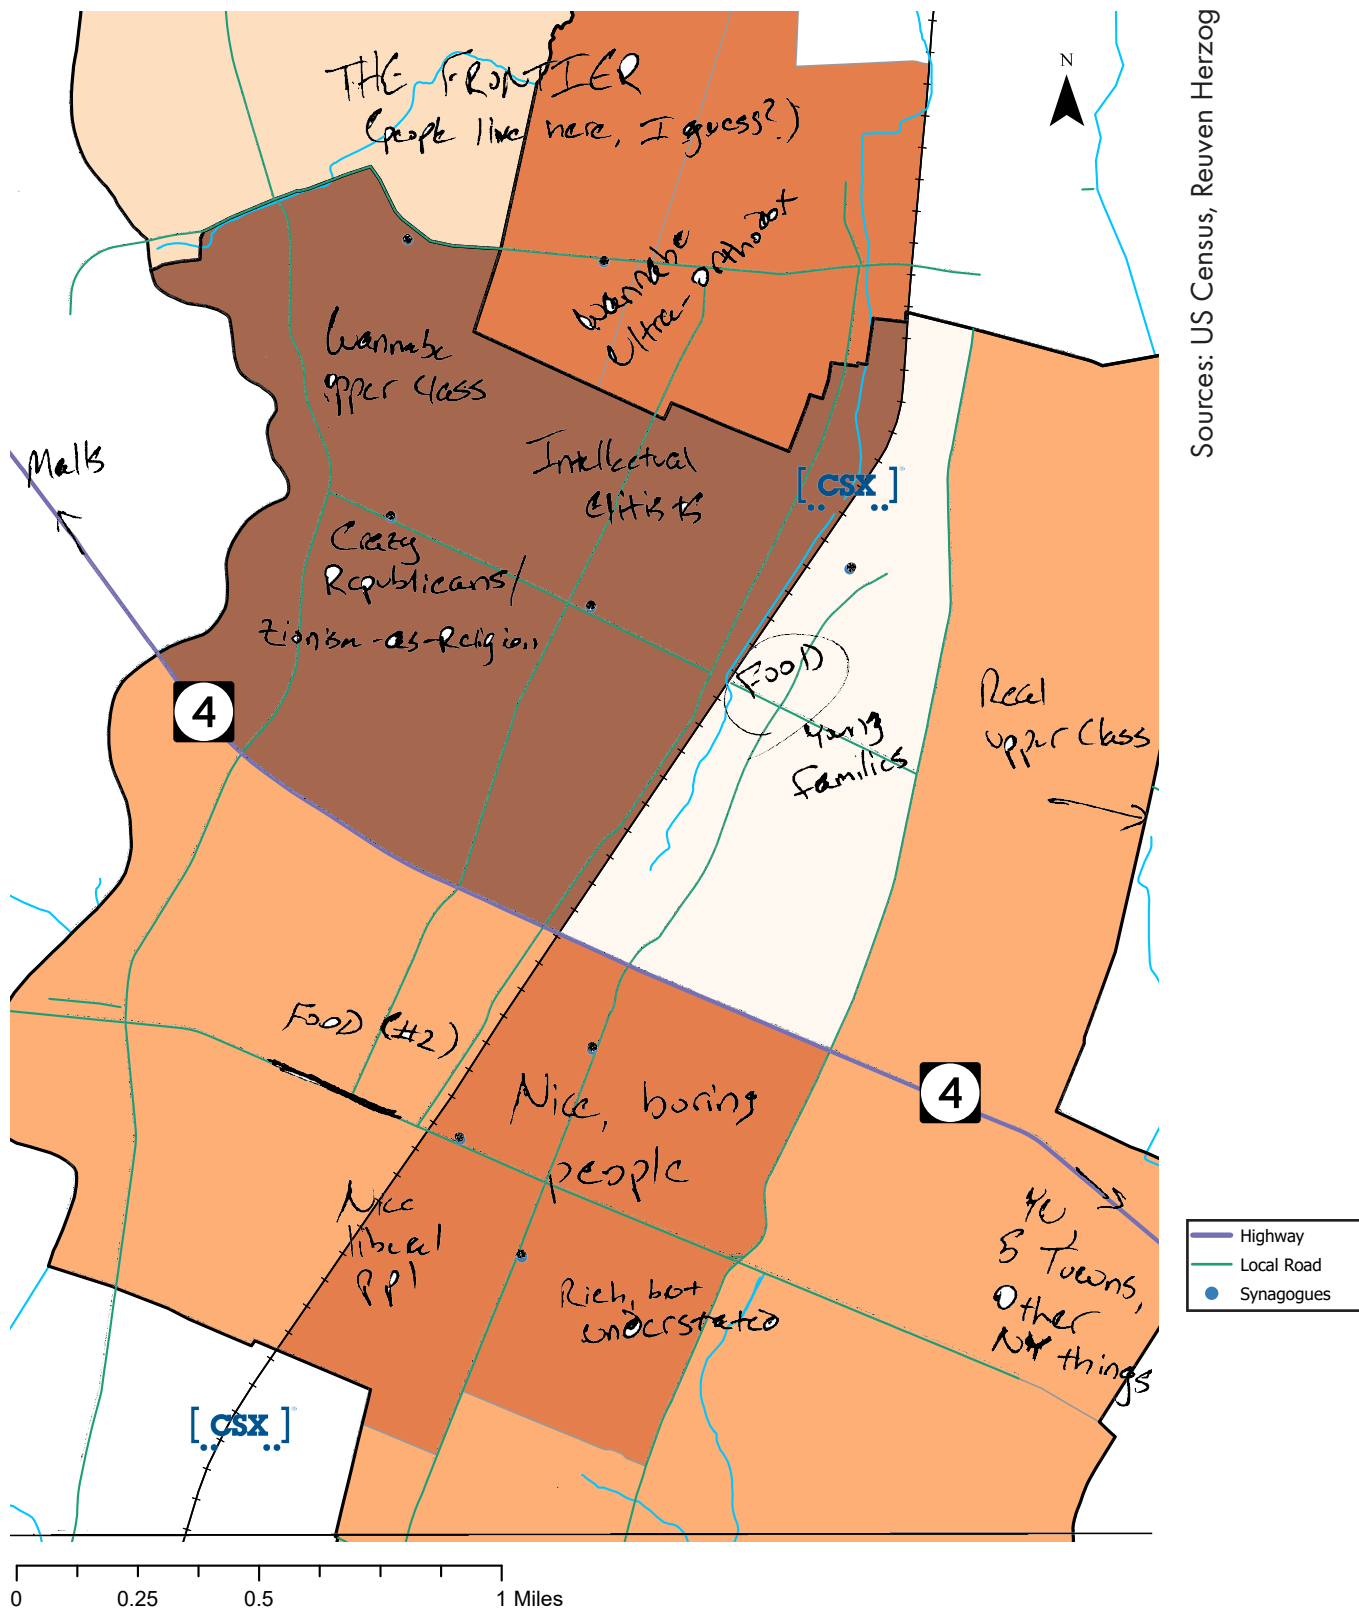 THE FRONTIER
(people live here, I guess?)
N
Sources: US Census, Reuven Herzog
Wannabe
ultra-orthodox
Wannabe
upper class
Malls
Intellectual
elitists
CSX
Crazy
Republicans/
Zionism-as-Religion
FOOD
Young
families
Real
upper class
4
FOOD (#2)
4
Nice, boring
people
Nice
liberal
ppl
Rich, but
understated
5 Towns,
Other
NY things
Highway
Local Road
Synagogues
CSX
0 0.25 0.5 1 Miles